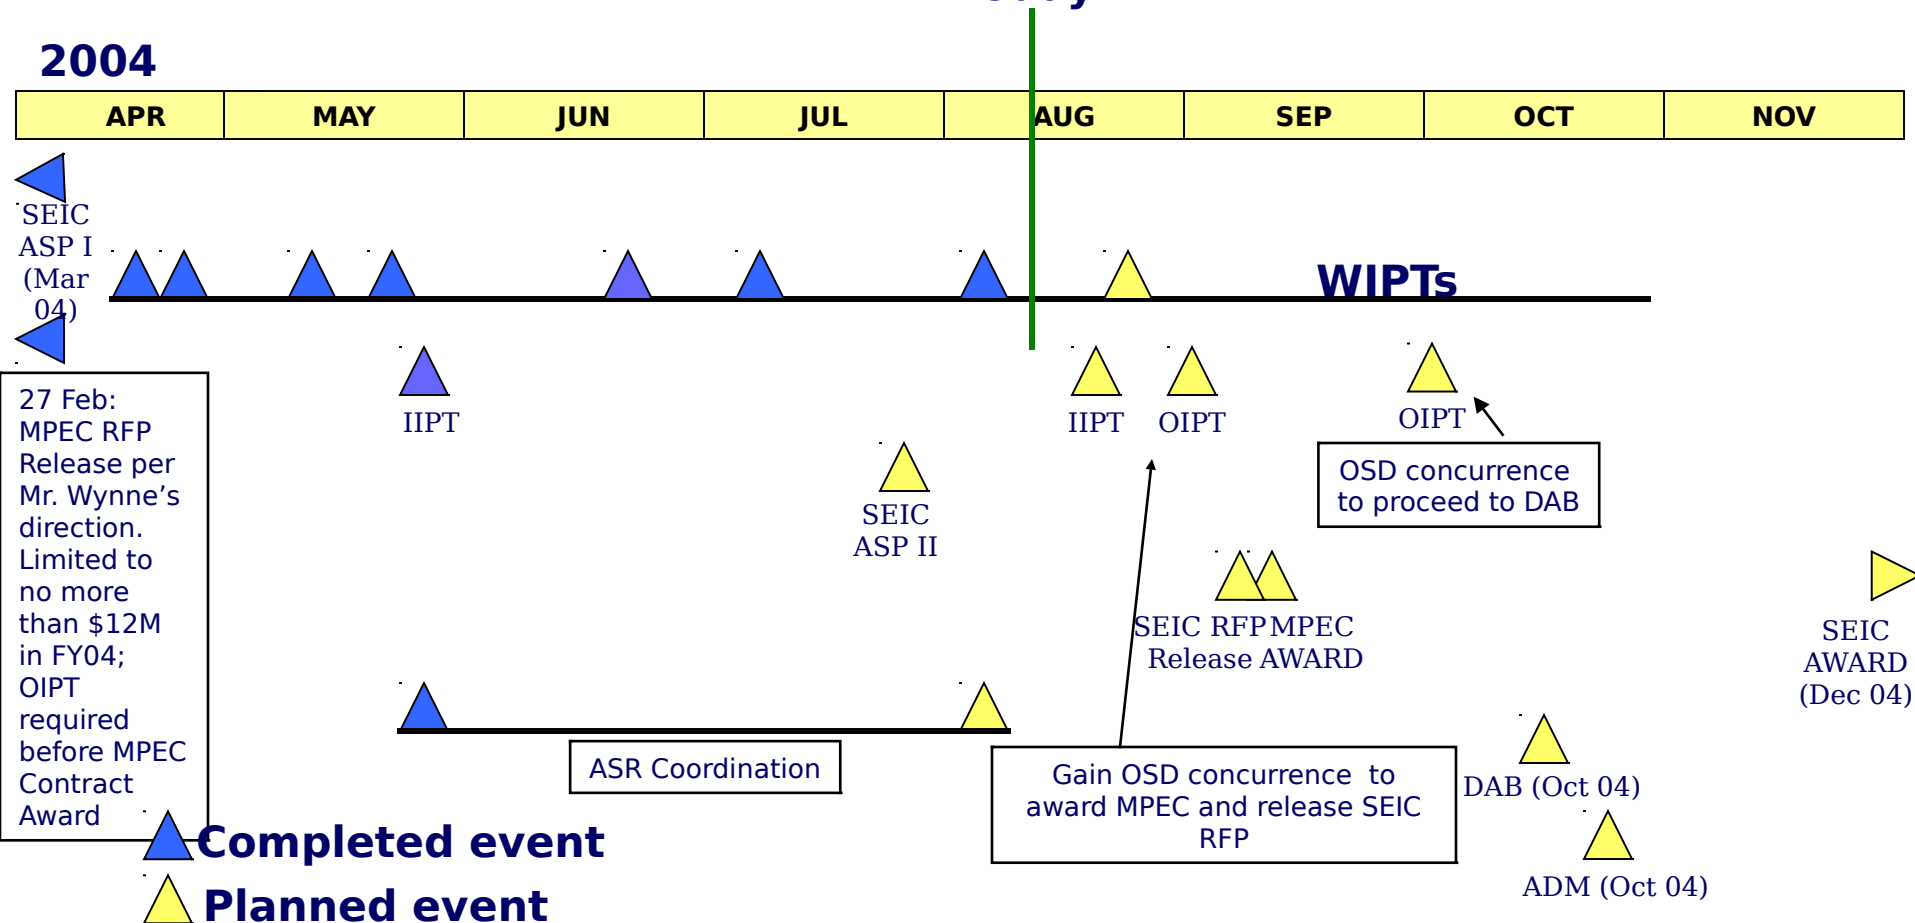 2004
APR
MAY
JUN
JUL
AUG
SEP
OCT
NOV
SEIC
ASP I
(Mar
04)
WIPTs
27 Feb:
MPEC RFP
Release per
Mr. Wynne’s
direction.
Limited to
no more
than $12M
in FY04;
OIPT
required
before MPEC
Contract
Award
IIPT
IIPT
OIPT
OIPT
OSD concurrence
to proceed to DAB
SEIC
ASP II
SEIC RFP
Release
MPEC
AWARD
SEIC
AWARD
(Dec 04)
ASR Coordination
Gain OSD concurrence  to
award MPEC and release SEIC
RFP
DAB (Oct 04)
ADM (Oct 04)
Completed event
Planned event